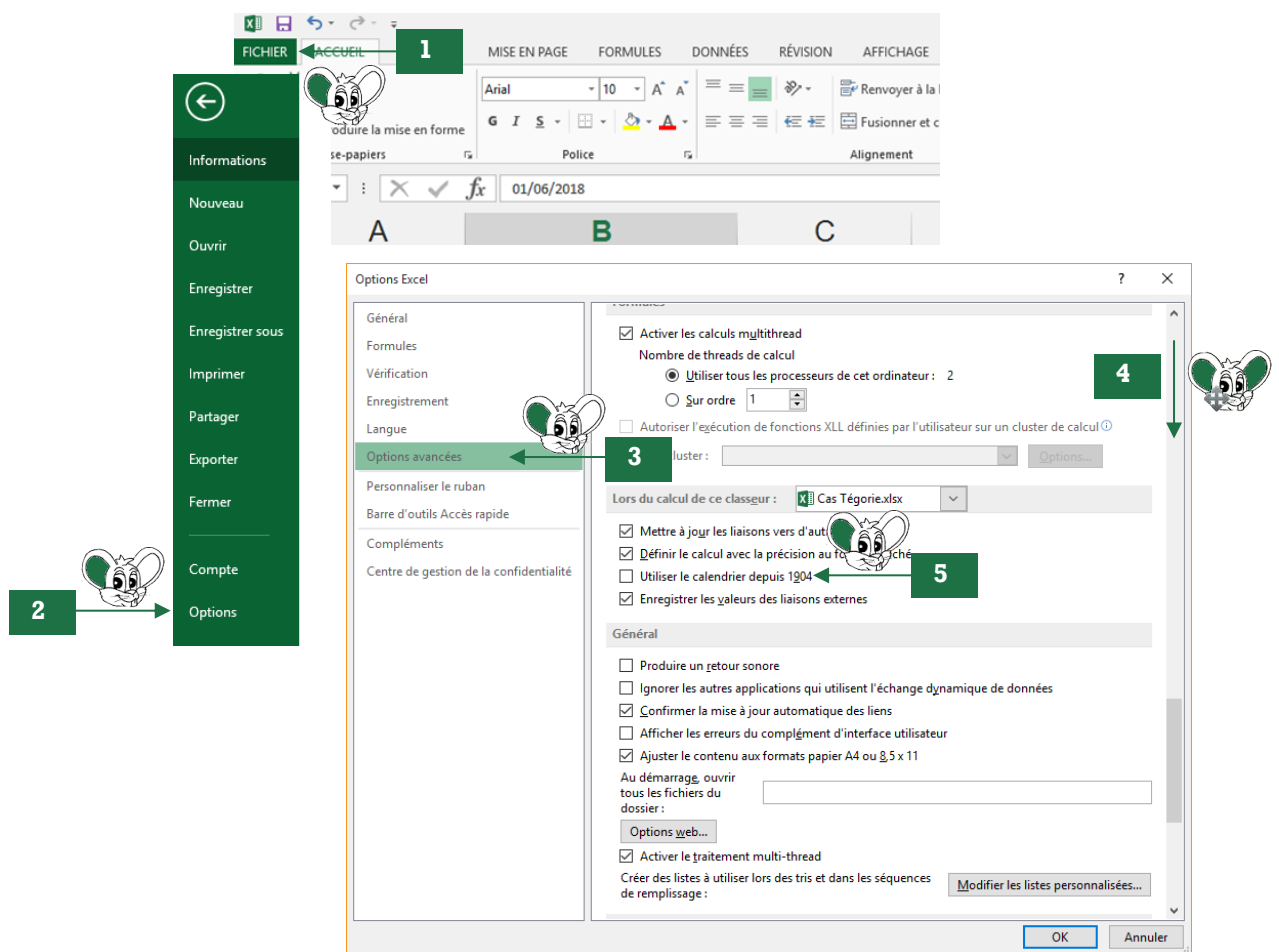 FICHIER
ACCUEIL
1
MISE EN PAGE
FORMULES
DONNÉES
RÉVISION
AFFICHAGE
Arial
10
A
A
Renvoyer à la
mise en forme
G I S
A
Fusionner et c
se-papiers
Police
Alignement
fx
01/06/2018
A
B
C
Informations
Nouveau
Ouvrir
Enregistrer
Enregistrer sous
Imprimer
Partager
Exporter
Fermer
Compte
2
Options
Options Excel
?
Général
Formules
Vérification
Enregistrement
Langue
Options avancées
3
Personnaliser le ruban
Barre d'outils Accès rapide
Compléments
Centre de gestion de la confidentialité
Activer les calculs multithread
Nombre de threads de calcul
Utiliser tous les processeurs de cet ordinateur : 2
Sur ordre 1
4
Autoriser l'exécution de fonctions XLL définies par l'utilisateur sur un cluster de calcul
luster :
Options...
Lors du calcul de ce classeur :
Cas Tégorie.xlsx
Mettre à jour les liaisons vers d'aut
Définir le calcul avec la précision au
Utiliser le calendrier depuis 1904
5
Enregistrer les valeurs des liaisons externes
Général
Produire un retour sonore
Ignorer les autres applications qui utilisent l'échange dynamique de données
Confirmer la mise à jour automatique des liens
Afficher les erreurs du complément d'interface utilisateur
Ajuster le contenu aux formats papier A4 ou 8,5 x 11
Au démarrage, ouvrir
tous les fichiers du
dossier :
Options web...
Activer le traitement multi-thread
Créer des listes à utiliser lors des tris et dans les séquences
de remplissage :
Modifier les listes personnalisées...
OK
Annuler